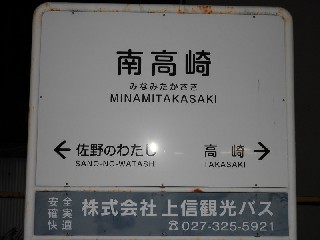 南高崎
みなみたかさき
MINAMITAKASAKI
← 佐野のわたし 高崎 →
SANO-NO-WATASHI TAKASAKI
安全
確実
快適
株式会社 上信観光バス
☎ 027-325-5921